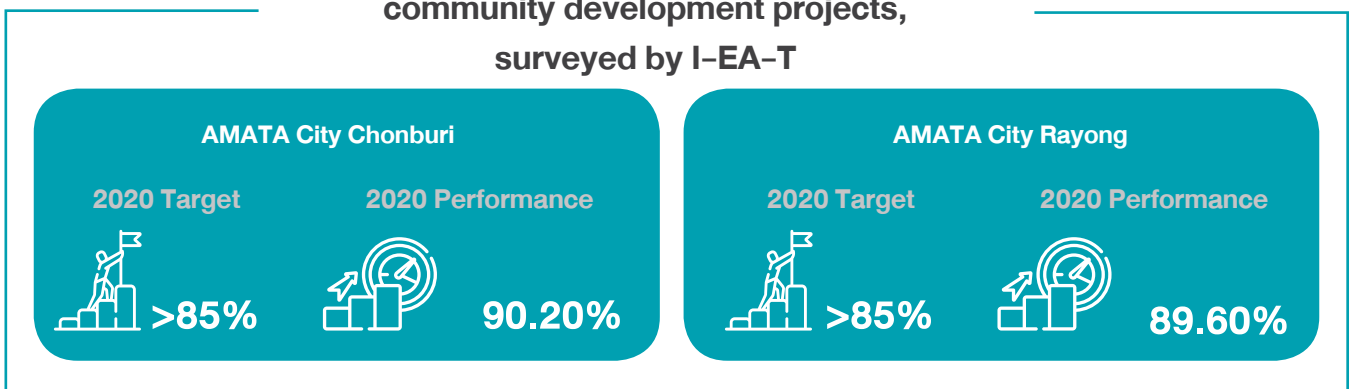 community development projects,
surveyed by I-EA-T
AMATA City Chonburi
2020 Target
2020 Performance
>85%
90.20%
AMATA City Rayong
2020 Target
2020 Performance
>85%
89.60%